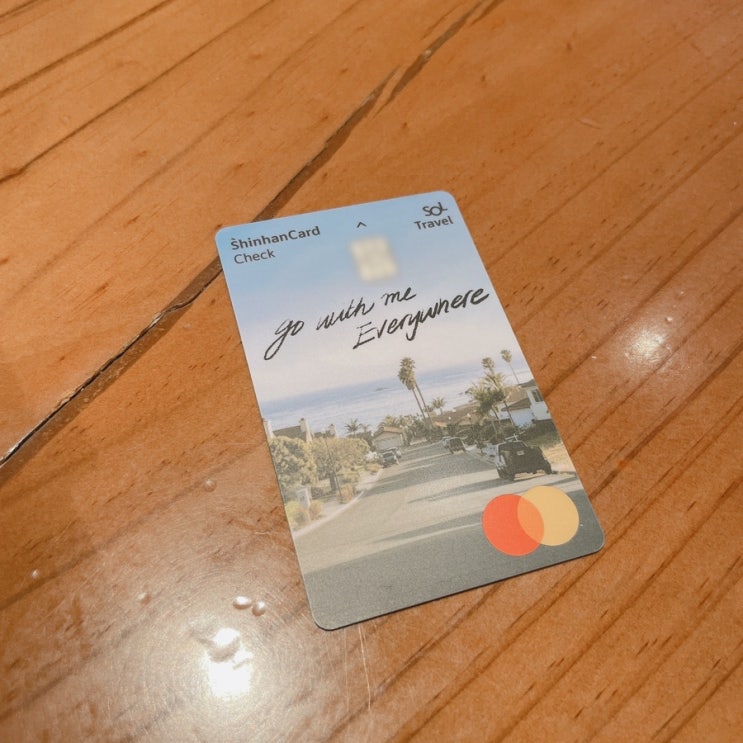 ShinhanCard
Check
SOL
Travel
go with me
Everywhere